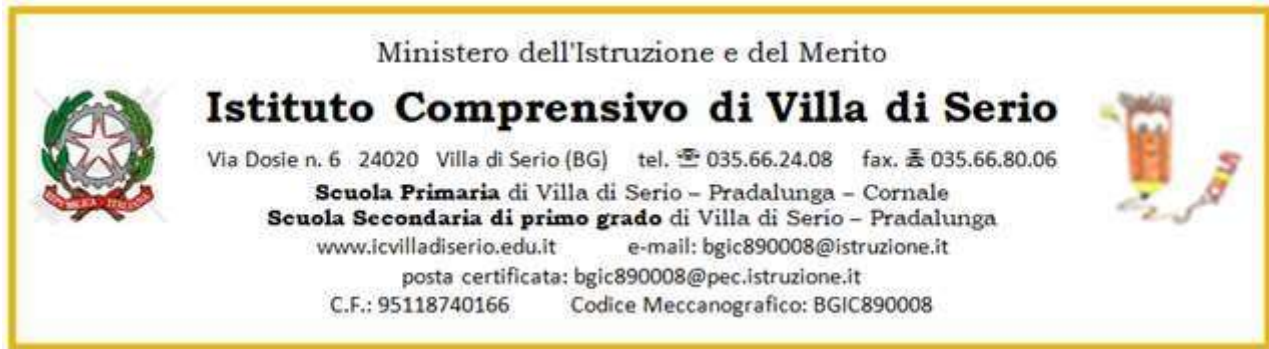 Ministero dell'Istruzione e del Merito
Istituto Comprensivo di Villa di Serio
Via Dosie n. 6 24020 Villa di Serio (BG) tel. ☏ 035.66.24.08 fax. 035.66.80.06
Scuola Primaria di Villa di Serio – Pradalunga – Cornale
Scuola Secondaria di primo grado di Villa di Serio – Pradalunga
www.icvilladiserio.edu.it e-mail: bgic890008@istruzione.it
posta certificata: bgic890008@pec.istruzione.it
C.F.: 95118740166 Codice Meccanografico: BGIC890008
REPVBBLICA ITALIANA